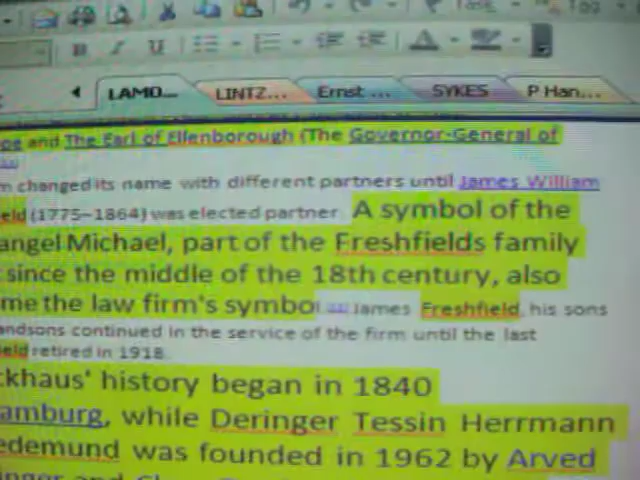 B I U
LAMO... LINTZ... Ernst ... SYKES P Han...
pe and The Earl of Ellenborough (The Governor-General of
m changed its name with different partners until James William
ield (1775–1864) was elected partner. A symbol of the
angel Michael, part of the Freshfields family
since the middle of the 18th century, also
me the law firm's symbol. James Freshfield, his sons
andsons continued in the service of the firm until the last
ield retired in 1918.
ckhaus' history began in 1840
amburg, while Deringer Tessin Herrmann
edemund was founded in 1962 by Arved